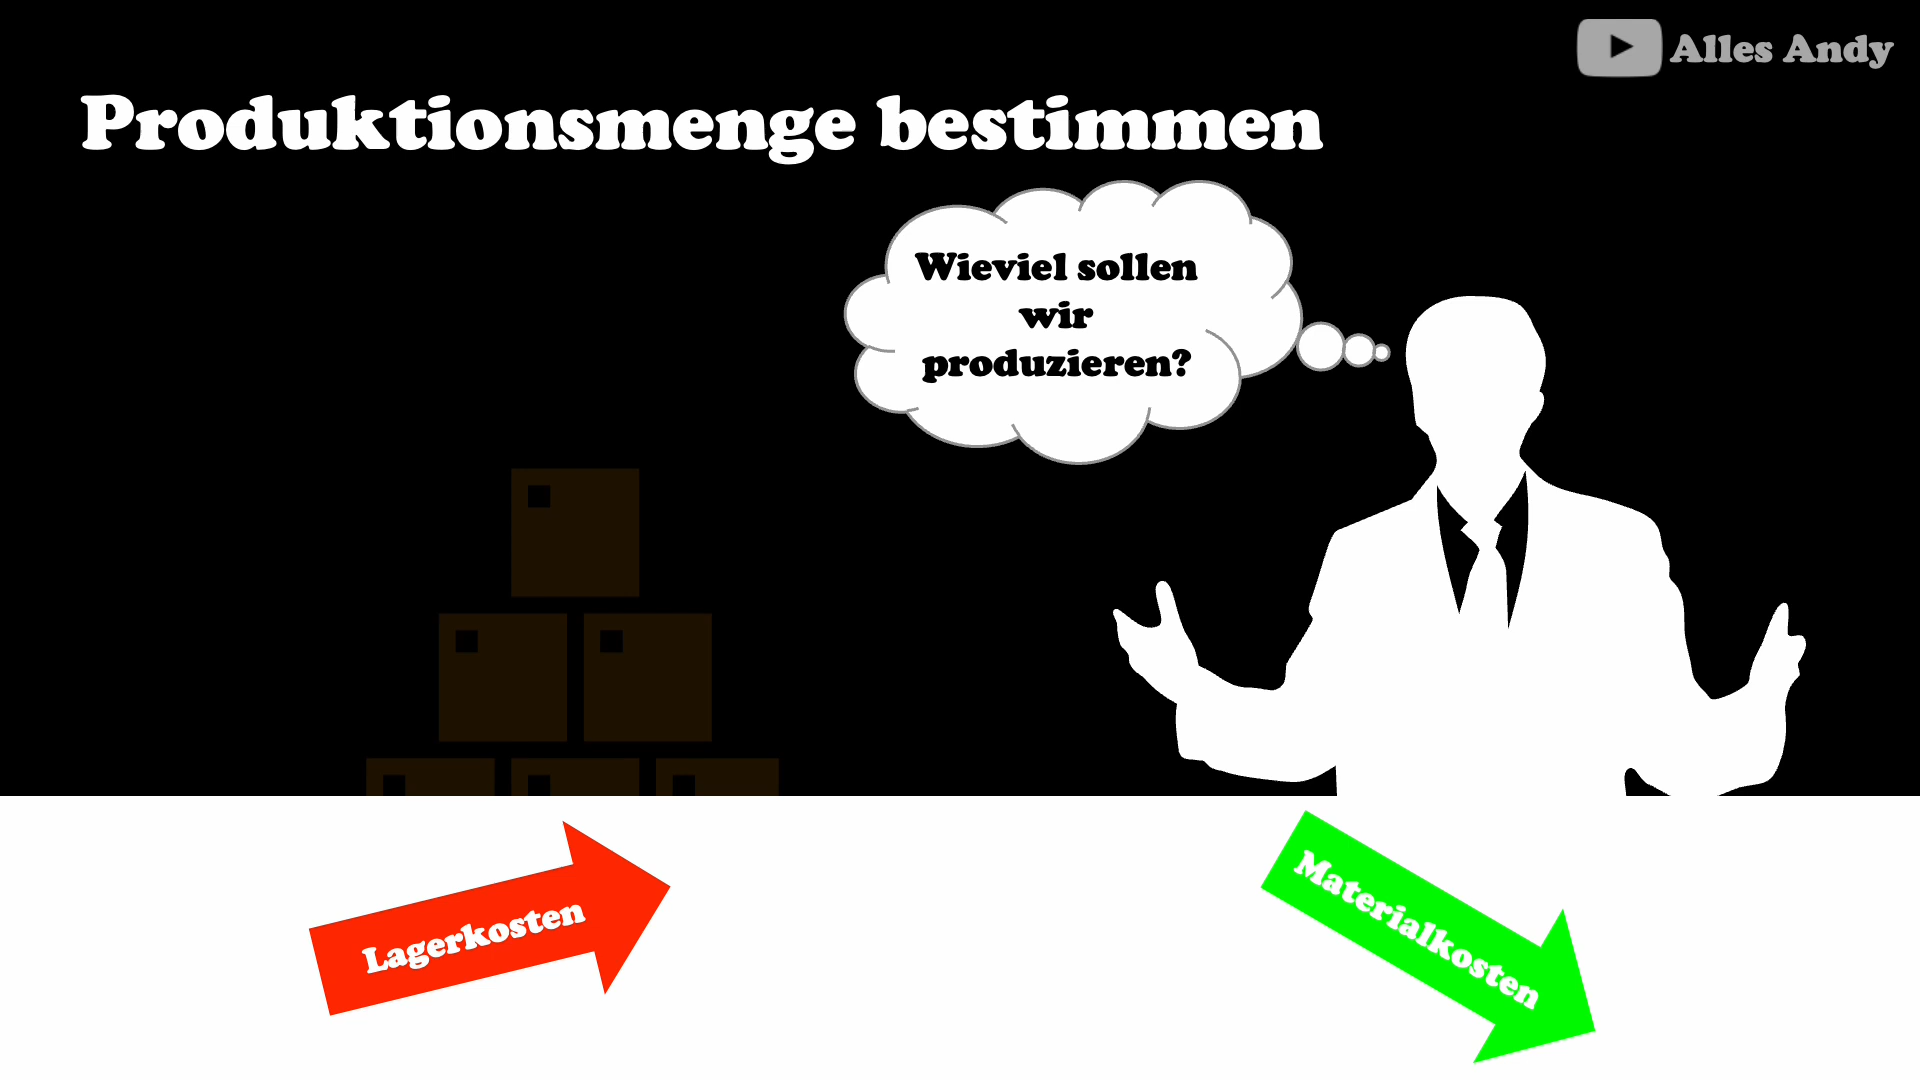 Alles Andy
Produktionsmenge bestimmen
Wieviel sollen
wir
produzieren?
Lagerkosten
Materialkosten